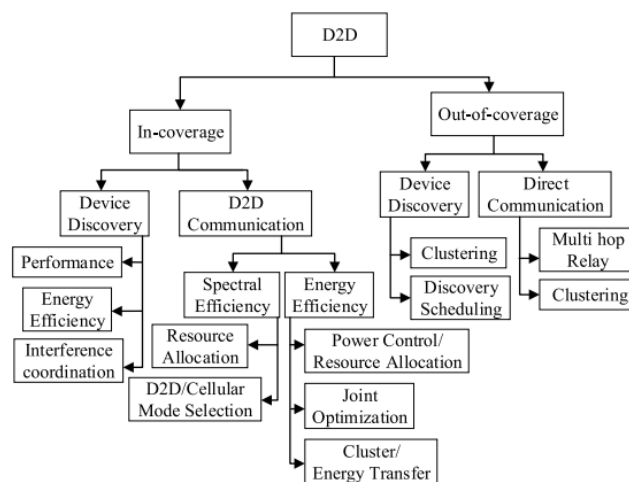 D2D
In-coverage
Out-of-coverage
Device
Discovery
D2D
Communication
Device
Discovery
Direct
Communication
Performance
Energy
Efficiency
Interference
coordination
Spectral
Efficiency
Energy
Efficiency
Resource
Allocation
D2D/Cellular
Mode Selection
Power Control/
Resource Allocation
Joint
Optimization
Cluster/
Energy Transfer
Clustering
Discovery
Scheduling
Multi hop
Relay
Clustering